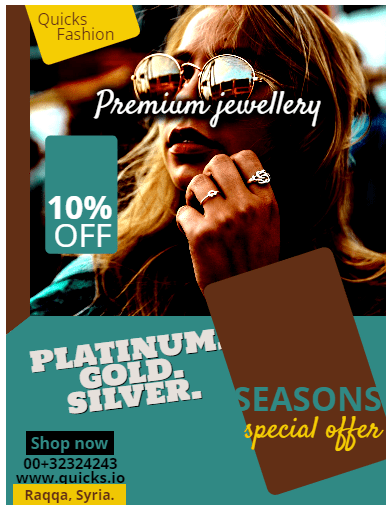 Quicks
Fashion
Premium jewellery
10%
OFF
PLATINUM.
GOLD.
SILVER.
SEASONS
special offer
Shop now
00+32324243
www.quicks.io
Raqqa, Syria.